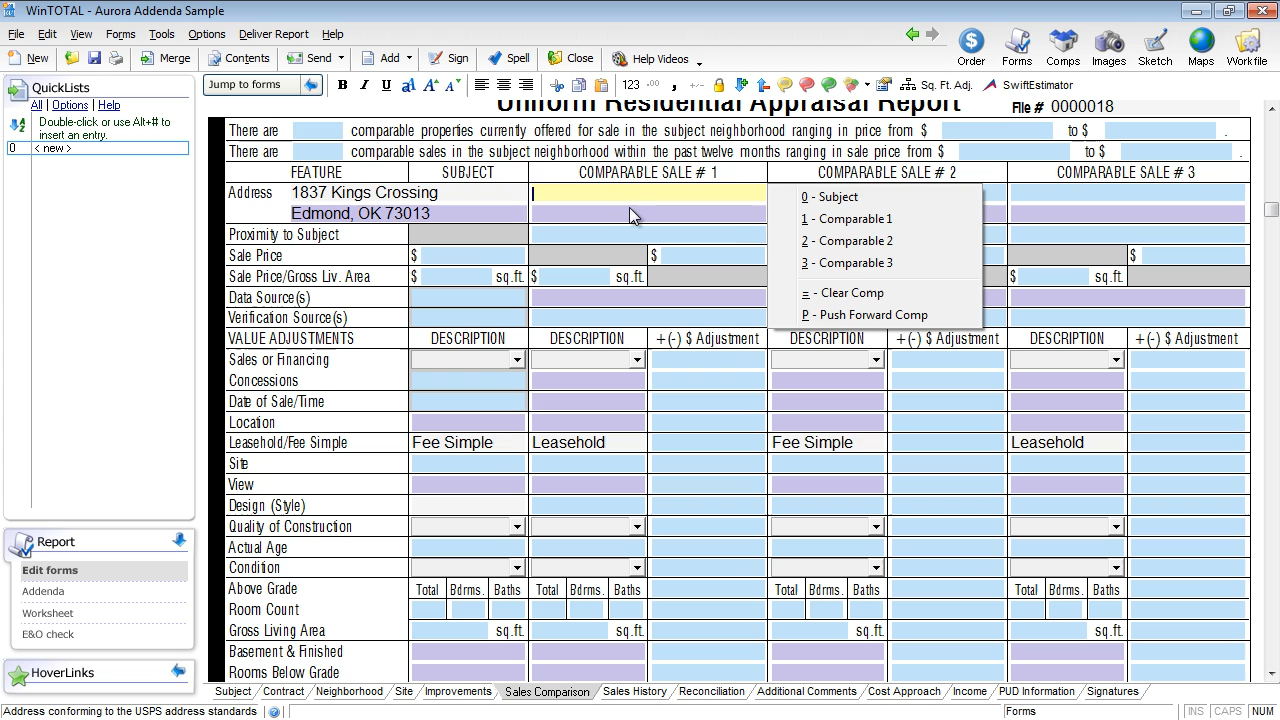 WinTOTAL - Aurora Addenda Sample
File Edit View Forms Tools Options Deliver Report Help
New Merge Contents Send Add Sign Spell Close Help Videos
Order Forms Comps Images Sketch Maps Workfile
QuickLists
All | Options | Help
Double-click or use Alt+# to
insert an entry.
0 < new >
Report
Edit forms
Addenda
Worksheet
E&O check
HoverLinks
Jump to forms B I U aA A A 123 .00 , Sq. Ft. Adj. SwiftEstimator
Uniform Residential Appraisal Report File # 0000018
There are comparable properties currently offered for sale in the subject neighborhood ranging in price from $ to $ .
There are comparable sales in the subject neighborhood within the past twelve months ranging in sale price from $ to $ .
FEATURE SUBJECT COMPARABLE SALE # 1 COMPARABLE SALE # 2 COMPARABLE SALE # 3
Address 1837 Kings Crossing
Edmond, OK 73013
0 - Subject
1 - Comparable 1
2 - Comparable 2
3 - Comparable 3
= - Clear Comp
P - Push Forward Comp
Proximity to Subject
Sale Price $ $ $
Sale Price/Gross Liv. Area $ sq.ft. $ sq.ft. $ sq.ft.
Data Source(s)
Verification Source(s)
VALUE ADJUSTMENTS DESCRIPTION DESCRIPTION +(-) $ Adjustment DESCRIPTION +(-) $ Adjustment DESCRIPTION +(-) $ Adjustment
Sales or Financing
Concessions
Date of Sale/Time
Location
Leasehold/Fee Simple Fee Simple Leasehold Fee Simple Leasehold
Site
View
Design (Style)
Quality of Construction
Actual Age
Condition
Above Grade Total Bdrms. Baths Total Bdrms. Baths Total Bdrms. Baths Total Bdrms. Baths
Room Count
Gross Living Area sq.ft. sq.ft. sq.ft. sq.ft.
Basement & Finished
Rooms Below Grade
Subject Contract Neighborhood Site Improvements Sales Comparison Sales History Reconciliation Additional Comments Cost Approach Income PUD Information Signatures
Address conforming to the USPS address standards Forms INS CAPS NUM